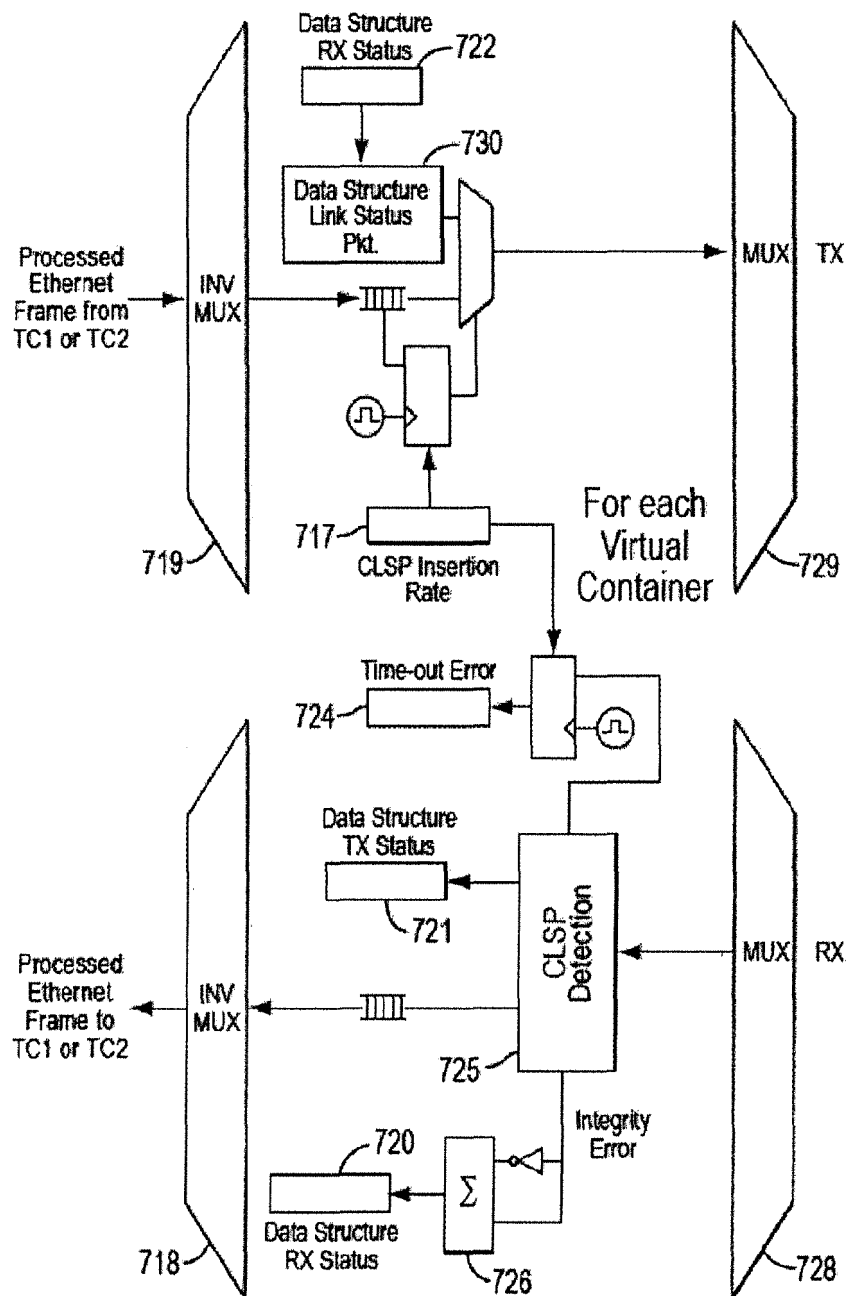 Data Structure
RX Status
722
730
Data Structure
Link Status
Pkt.
Processed
Ethernet
Frame from
TC1 or TC2
INV
MUX
MUX
TX
717
CLSP Insertion
Rate
For each
Virtual
Container
719
729
Time-out Error
724
Data Structure
TX Status
721
CLSP
Detection
MUX
RX
Processed
Ethernet
Frame to
TC1 or TC2
INV
MUX
725
Integrity
Error
720
Σ
Data Structure
RX Status
718
726
728